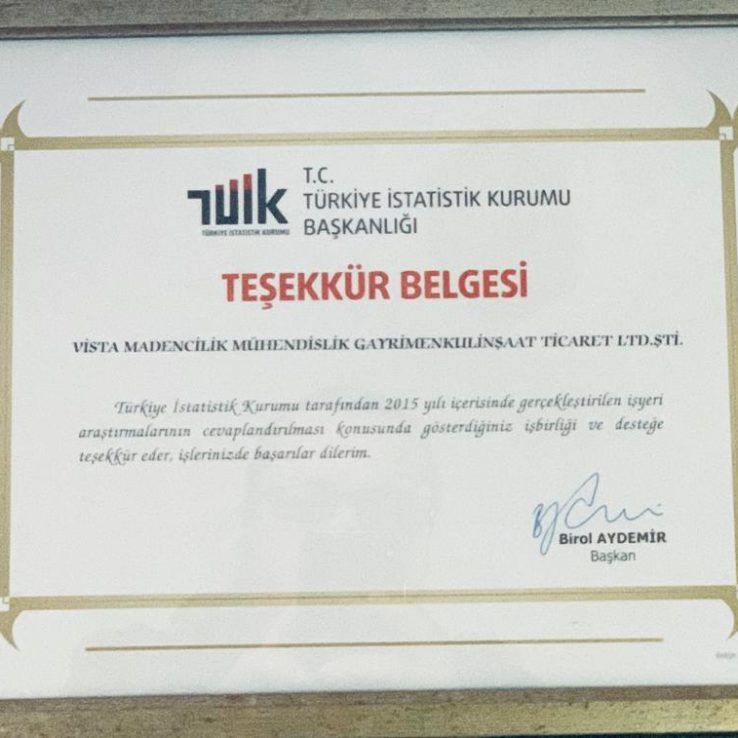 TÜİK
TÜRKİYE İSTATİSTİK KURUMU
T.C.
TÜRKİYE İSTATİSTİK KURUMU
BAŞKANLIĞI
TEŞEKKÜR BELGESİ
VİSTA MADENCİLİK MÜHENDİSLİK GAYRİMENKULİNŞAAT TİCARET LTD.ŞTİ.
Türkiye İstatistik Kurumu tarafından 2015 yılı içerisinde gerçekleştirilen işyeri
araştırmalarının cevaplandırılması konusunda gösterdiğiniz işbirliği ve desteğe
teşekkür eder, işlerinizde başarılar dilerim.
Birol AYDEMİR
Başkan